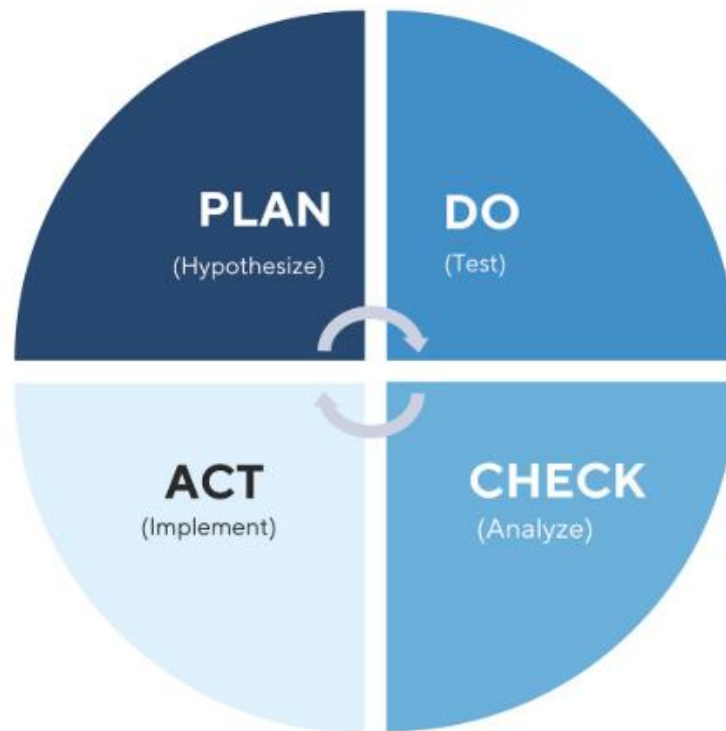 PLAN
(Hypothesize)
DO
(Test)
ACT
(Implement)
CHECK
(Analyze)